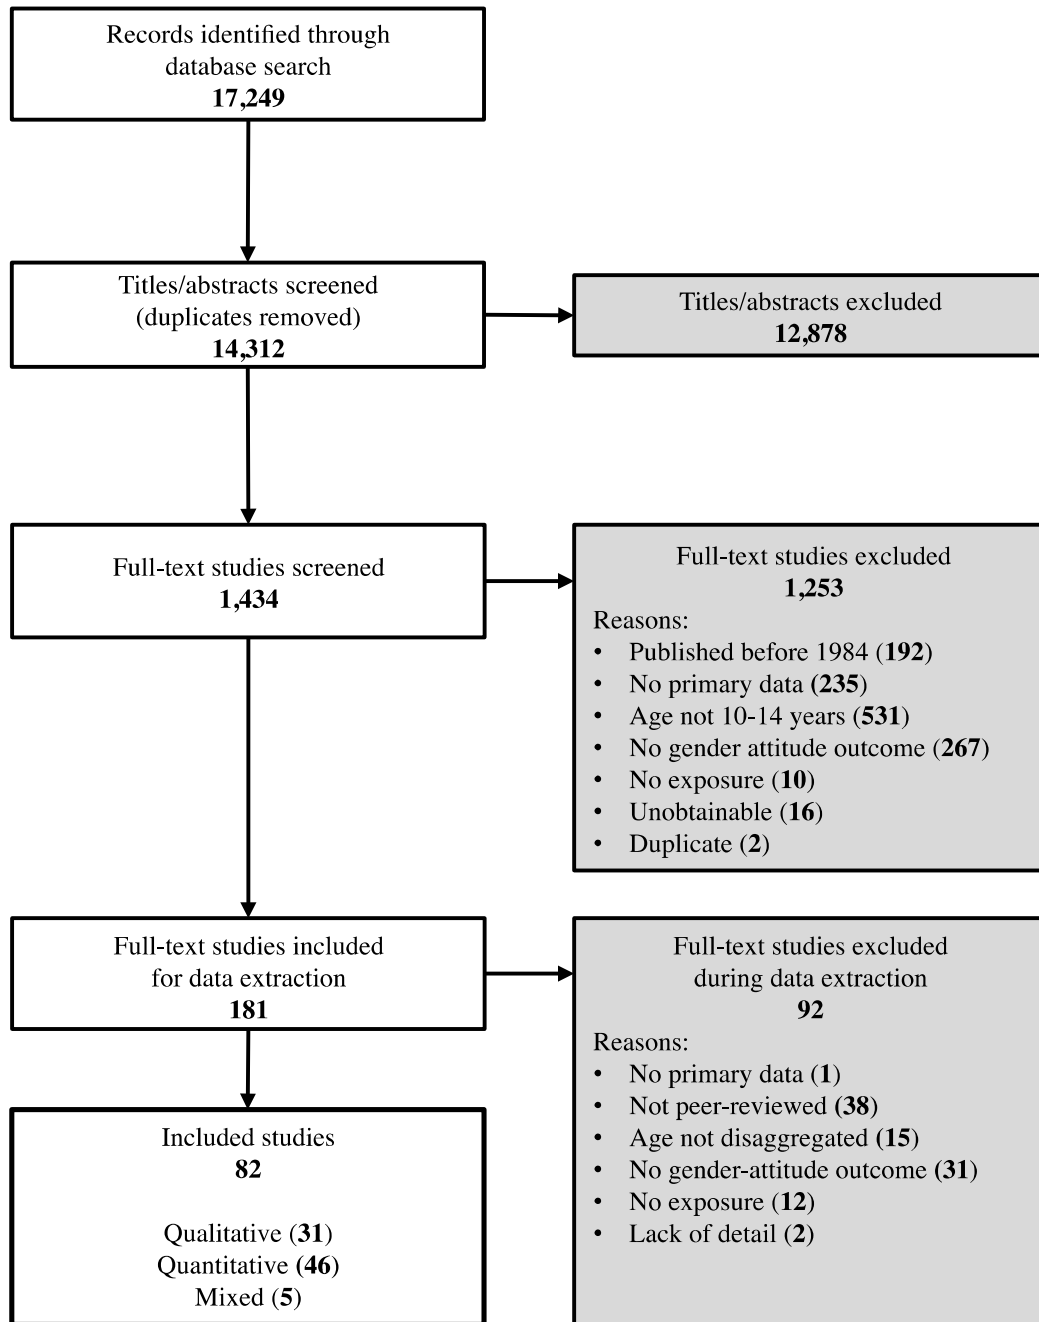 Records identified through
database search
17,249
Titles/abstracts screened
(duplicates removed)
14,312
Titles/abstracts excluded
12,878
Full-text studies screened
1,434
Full-text studies excluded
1,253
Reasons:
• Published before 1984 (192)
• No primary data (235)
• Age not 10-14 years (531)
• No gender attitude outcome (267)
• No exposure (10)
• Unobtainable (16)
• Duplicate (2)
Full-text studies included
for data extraction
181
Full-text studies excluded
during data extraction
92
Reasons:
• No primary data (1)
• Not peer-reviewed (38)
• Age not disaggregated (15)
• No gender-attitude outcome (31)
• No exposure (12)
• Lack of detail (2)
Included studies
82
Qualitative (31)
Quantitative (46)
Mixed (5)